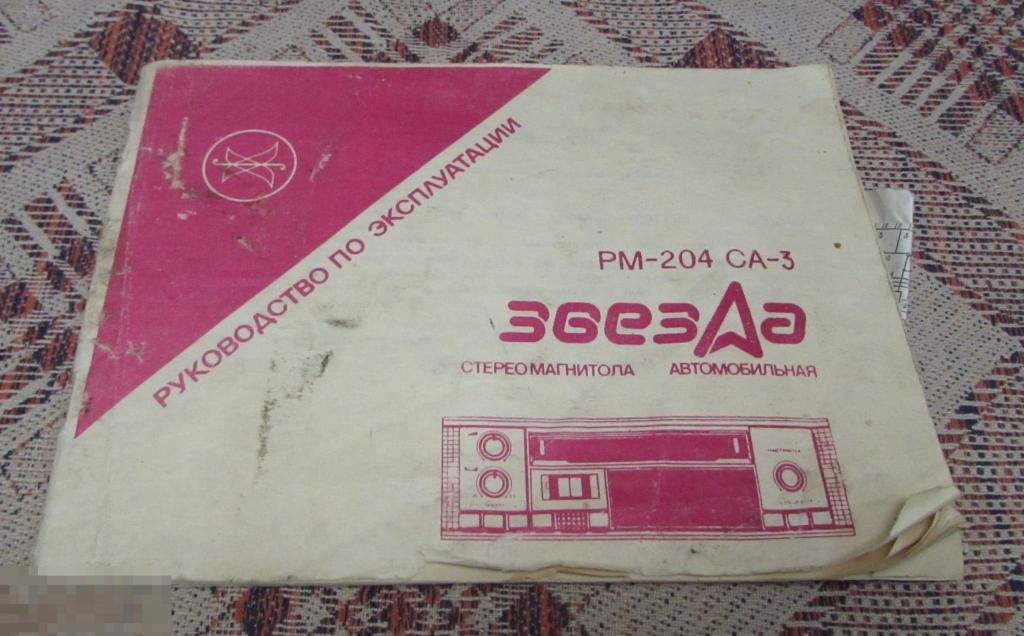 РУКОВОДСТВО ПО ЭКСПЛУАТАЦИИ
РМ-204 СА-3
звезДа
СТЕРЕОМАГНИТОЛА АВТОМОБИЛЬНАЯ